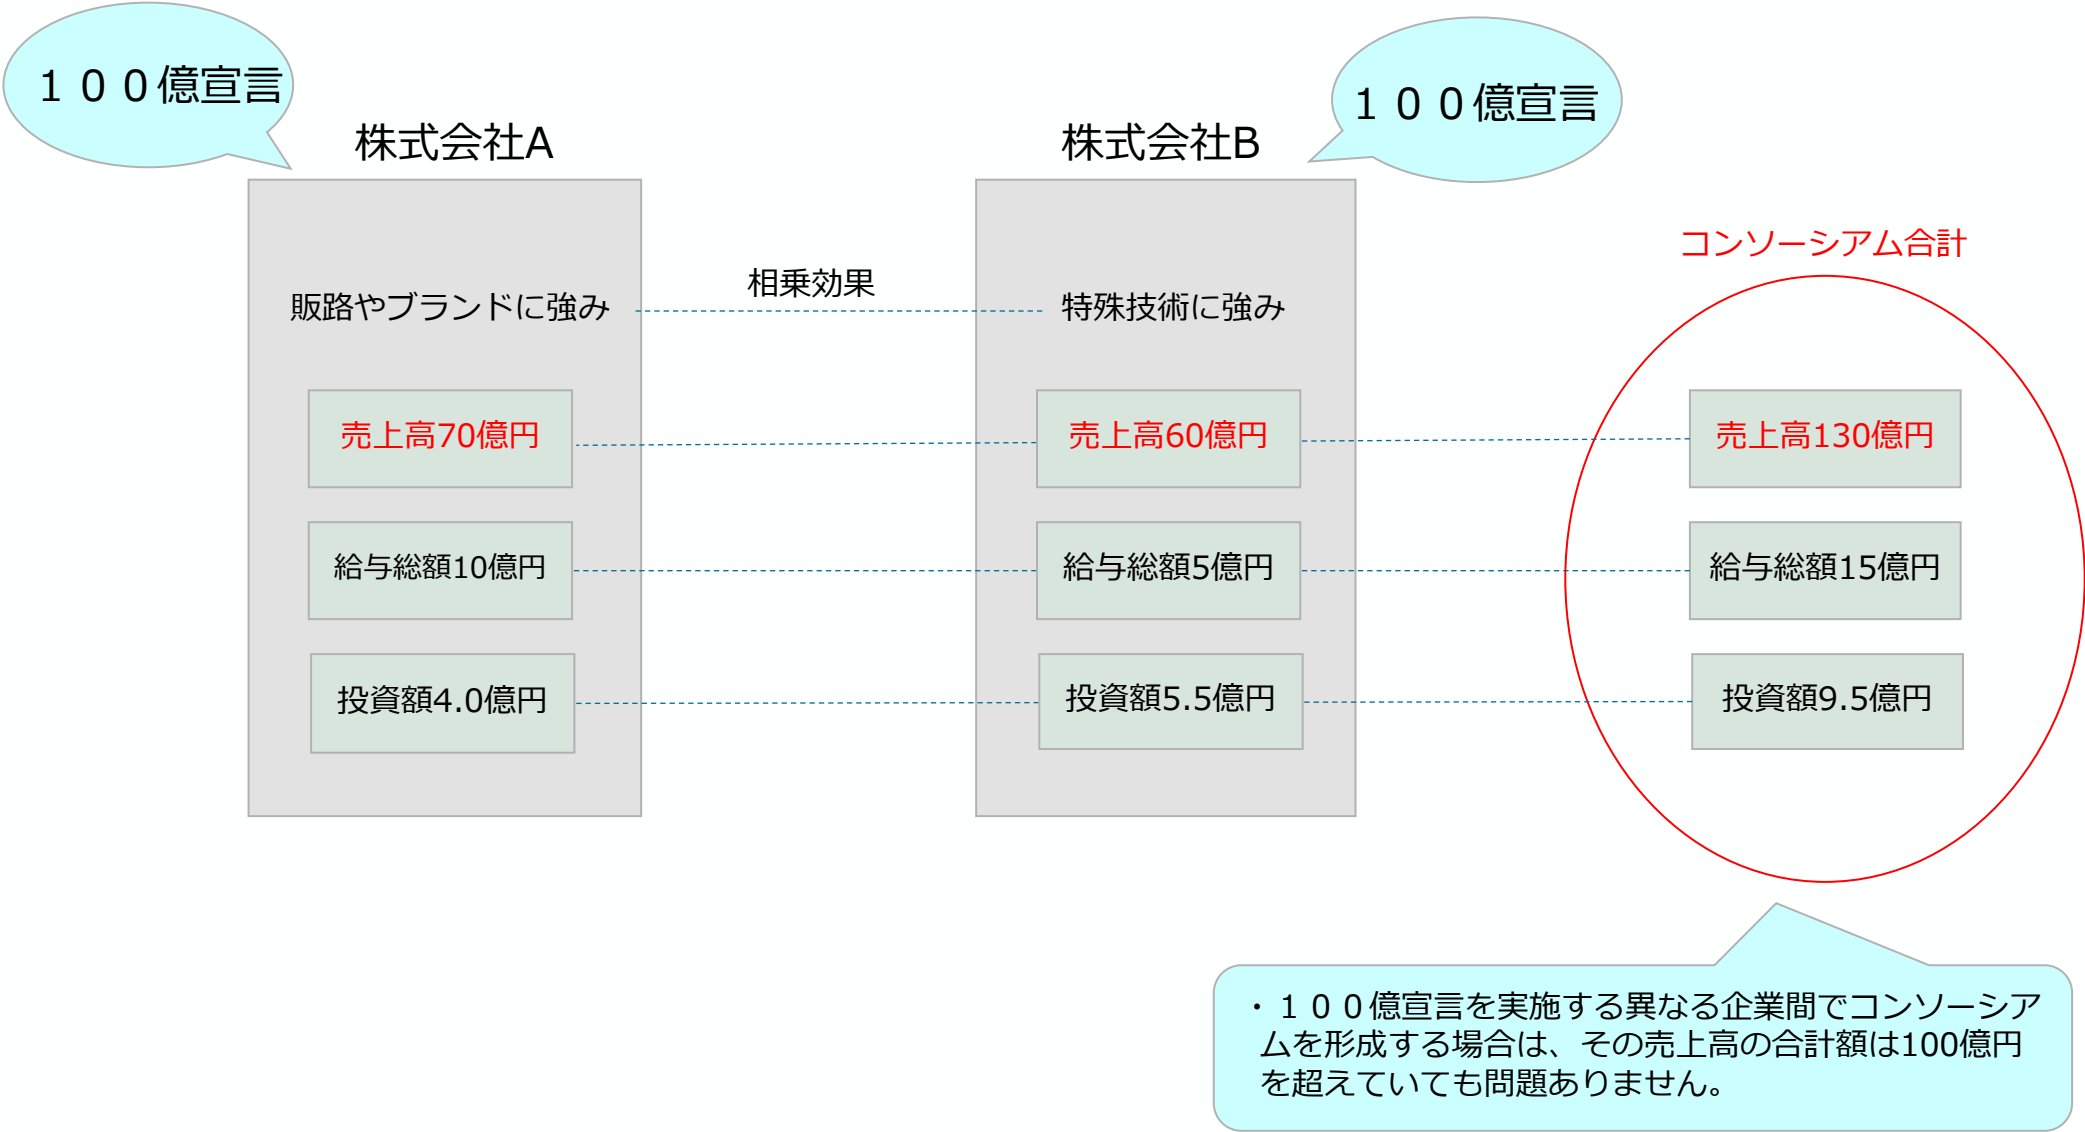 １００億宣言
１００億宣言
株式会社A
株式会社B
コンソーシアム合計
相乗効果
販路やブランドに強み
特殊技術に強み
売上高70億円
売上高60億円
売上高130億円
給与総額10億円
給与総額5億円
給与総額15億円
投資額4.0億円
投資額5.5億円
投資額9.5億円
・１００億宣言を実施する異なる企業間でコンソーシア
ムを形成する場合は、その売上高の合計額は100億円
を超えていても問題ありません。